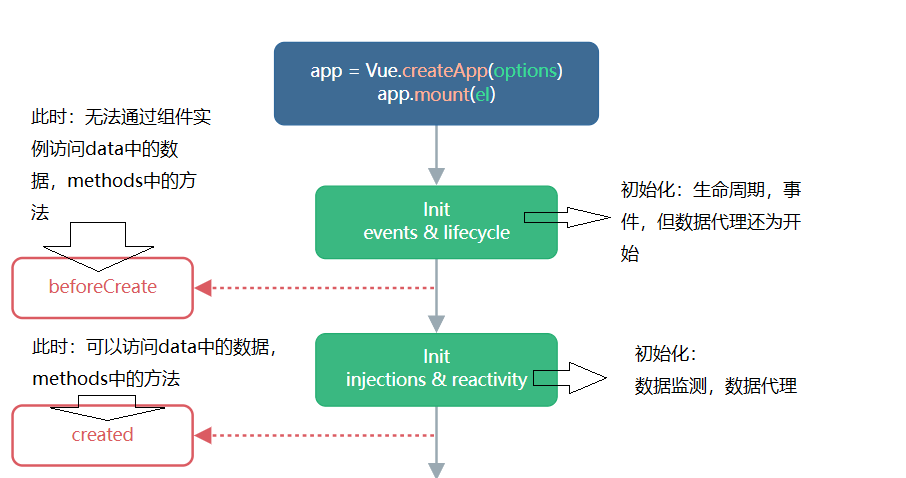 app = Vue.createApp(options)
app.mount(el)
此时：无法通过组件实
例访问data中的数
据，methods中的方
法
Init
events & lifecycle
初始化：生命周期，事
件，但数据代理还为开
始
beforeCreate
此时：可以访问data中的数据，
methods中的方法
Init
injections & reactivity
初始化：
数据监测，数据代理
created